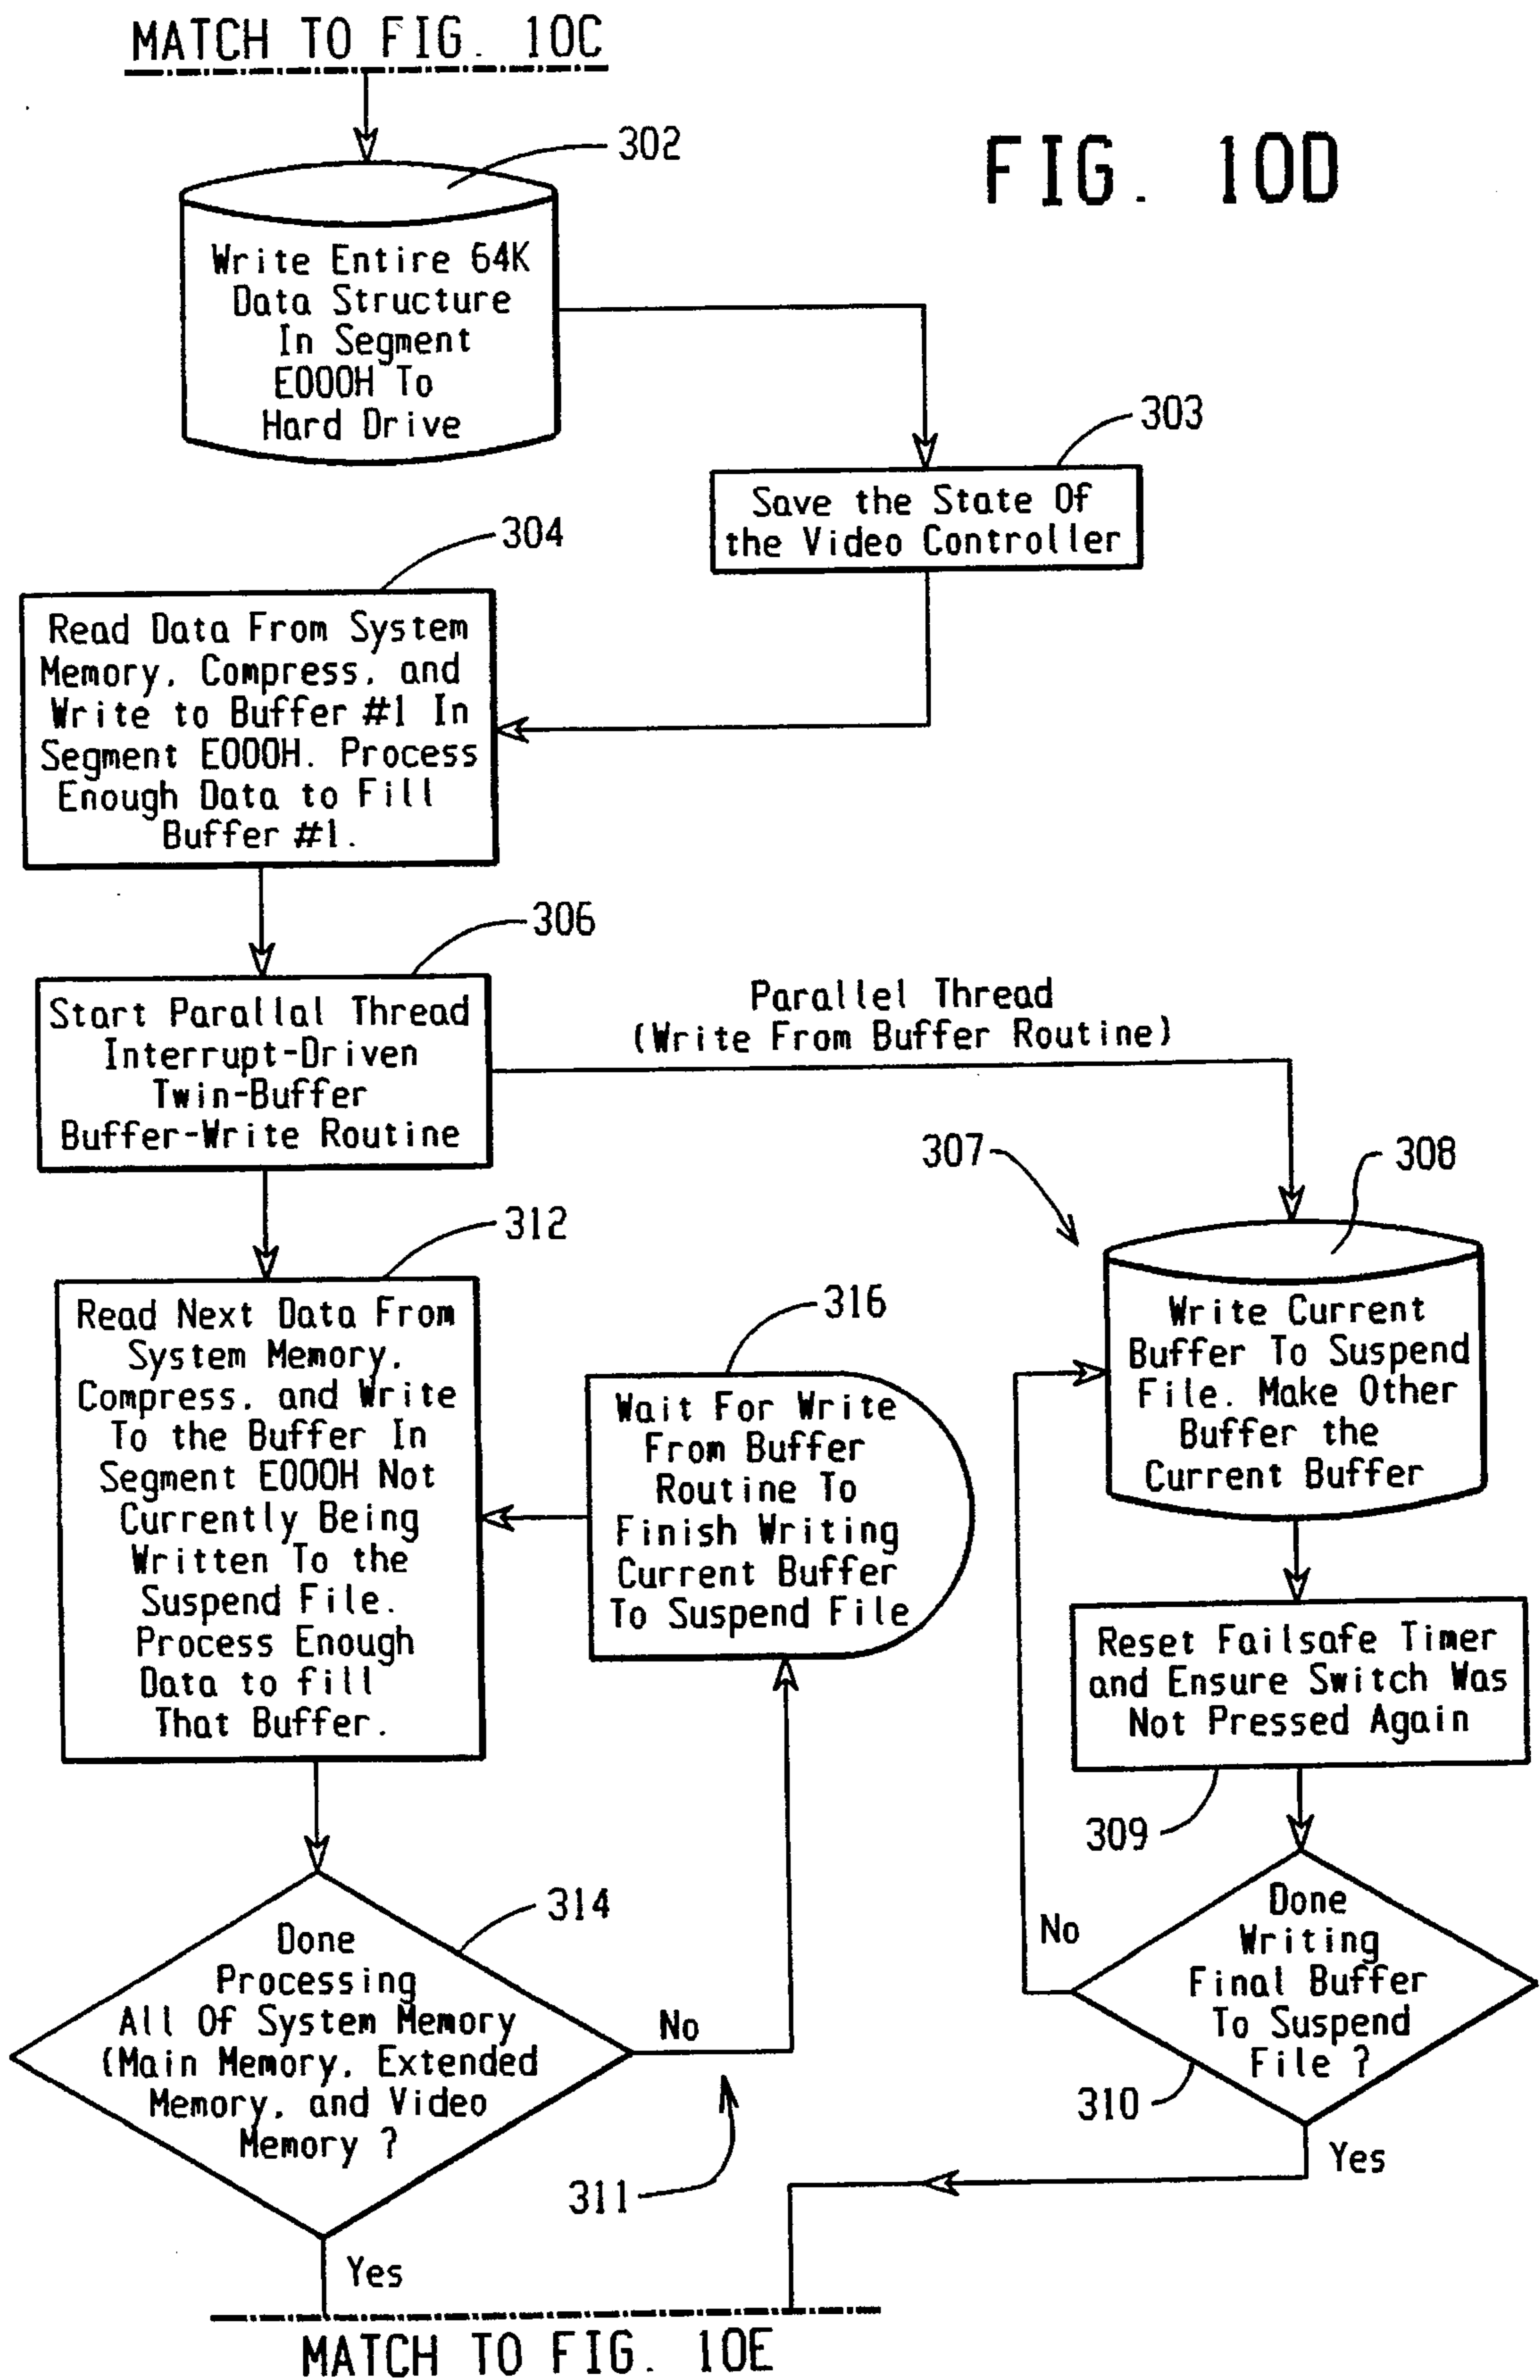 MATCH TO FIG. 10C
FIG. 10D
302
Write Entire 64K
Data Structure
In Segment
E000H To
Hard Drive
303
Save the State Of
the Video Controller
304
Read Data From System
Memory, Compress, and
Write to Buffer #1 In
Segment E000H. Process
Enough Data to Fill
Buffer #1.
306
Start Parallal Thread
Interrupt-Driven
Twin-Buffer
Buffer-Write Routine
Parallel Thread
(Write From Buffer Routine)
307
308
Write Current
Buffer To Suspend
File. Make Other
Buffer the
Current Buffer
312
Read Next Data From
System Memory,
Compress, and Write
To the Buffer In
Segment E000H Not
Currently Being
Written To the
Suspend File.
Process Enough
Data to fill
That Buffer.
316
Wait For Write
From Buffer
Routine To
Finish Writing
Current Buffer
To Suspend File
Reset Failsafe Timer
and Ensure Switch Was
Not Pressed Again
309
314
Done
Processing
All Of System Memory
(Main Memory, Extended
Memory, and Video
Memory ?
No
311
Yes
Done
Writing
Final Buffer
To Suspend
File ?
No
310
Yes
MATCH TO FIG. 10E